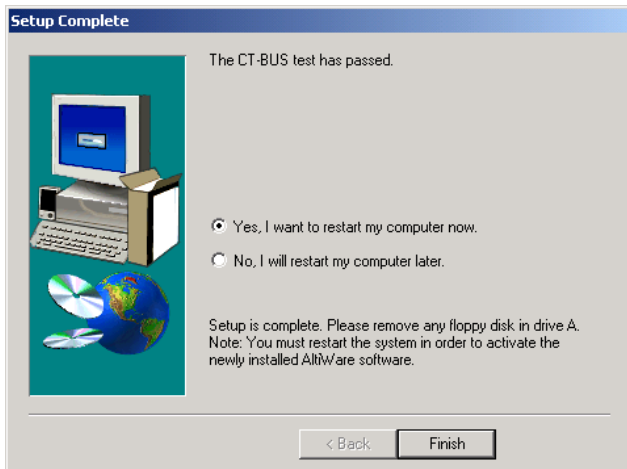 Setup Complete
The CT-BUS test has passed.
Yes, I want to restart my computer now.
No, I will restart my computer later.
Setup is complete. Please remove any floppy disk in drive A.
Note: You must restart the system in order to activate the
newly installed AltiWare software.
< Back
Finish